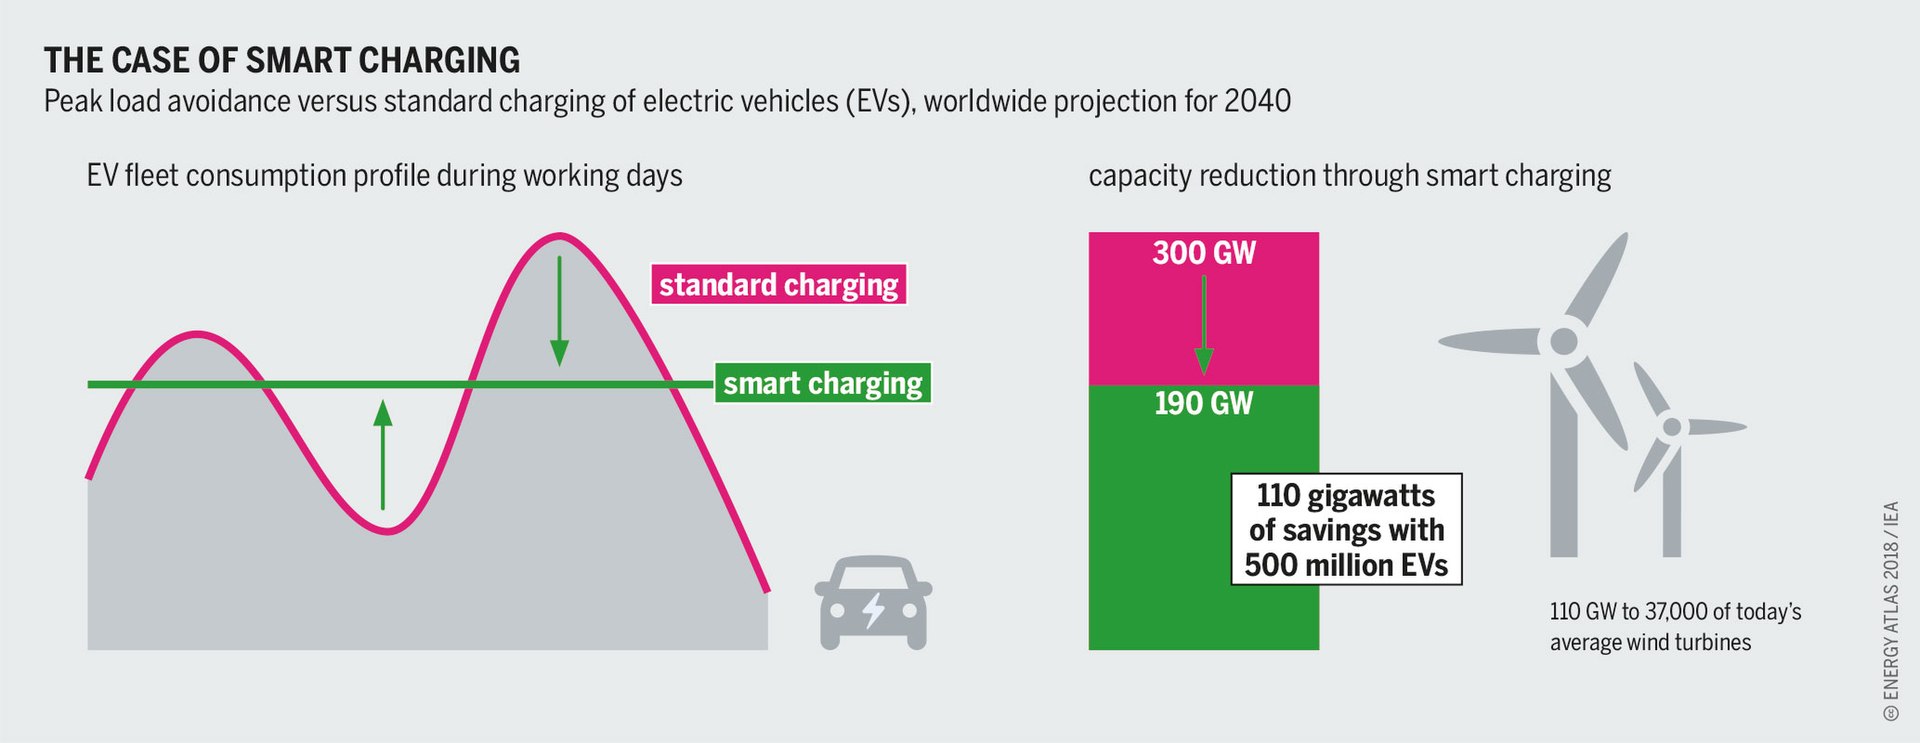 THE CASE OF SMART CHARGING
Peak load avoidance versus standard charging of electric vehicles (EVs), worldwide projection for 2040
EV fleet consumption profile during working days
standard charging
smart charging
capacity reduction through smart charging
300 GW
190 GW
110 gigawatts
of savings with
500 million EVs
110 GW to 37,000 of today's
average wind turbines
cc ENERGY ATLAS 2018 / IEA